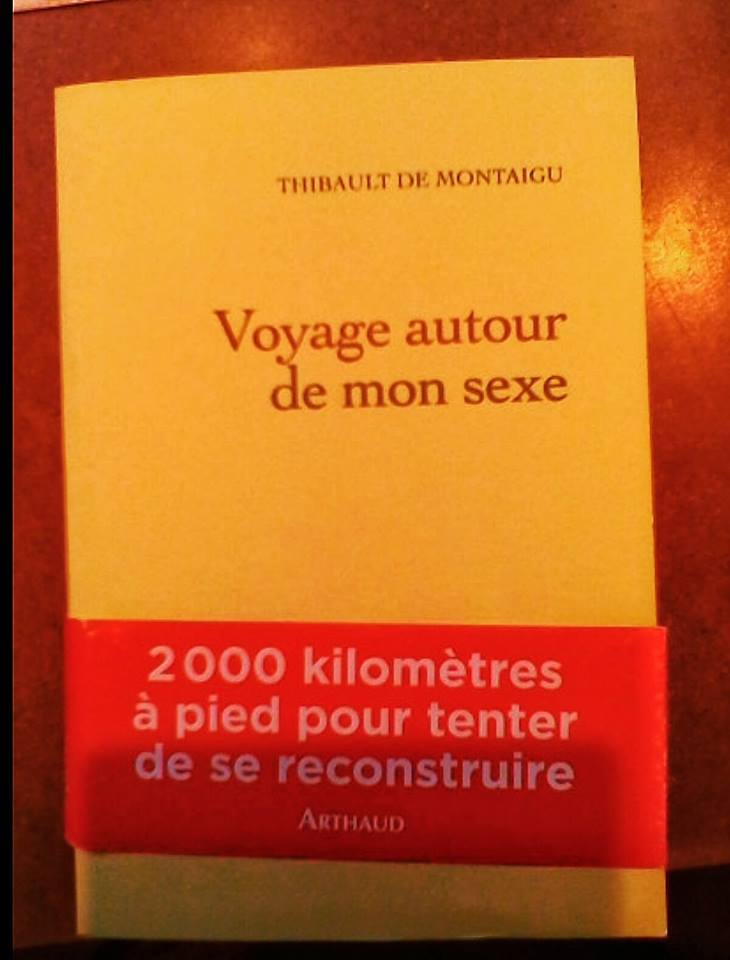 THIBAULT DE MONTAIGU
Voyage autour
de mon sexe
2000 kilomètres
à pied pour tenter
de se reconstruire
ARTHAUD